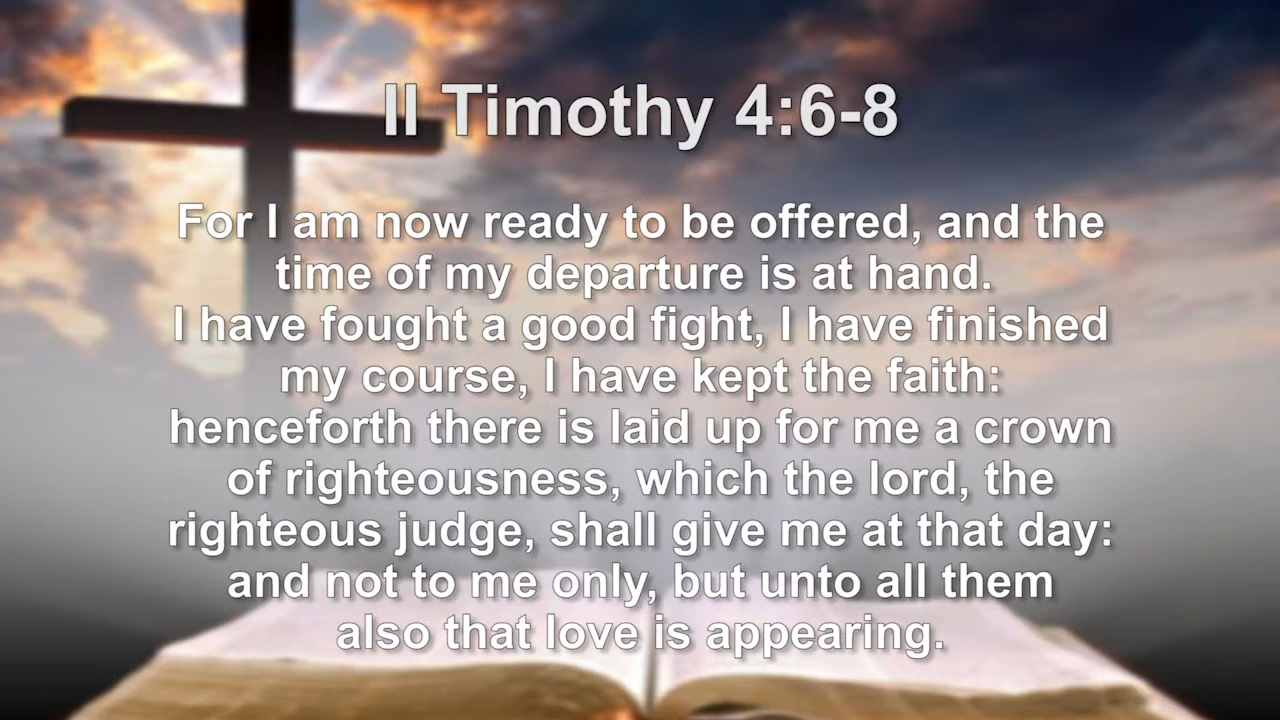 II Timothy 4:6-8
For I am now ready to be offered, and the
time of my departure is at hand.
I have fought a good fight, I have finished
my course, I have kept the faith:
henceforth there is laid up for me a crown
of righteousness, which the lord, the
righteous judge, shall give me at that day:
and not to me only, but unto all them
also that love is appearing.